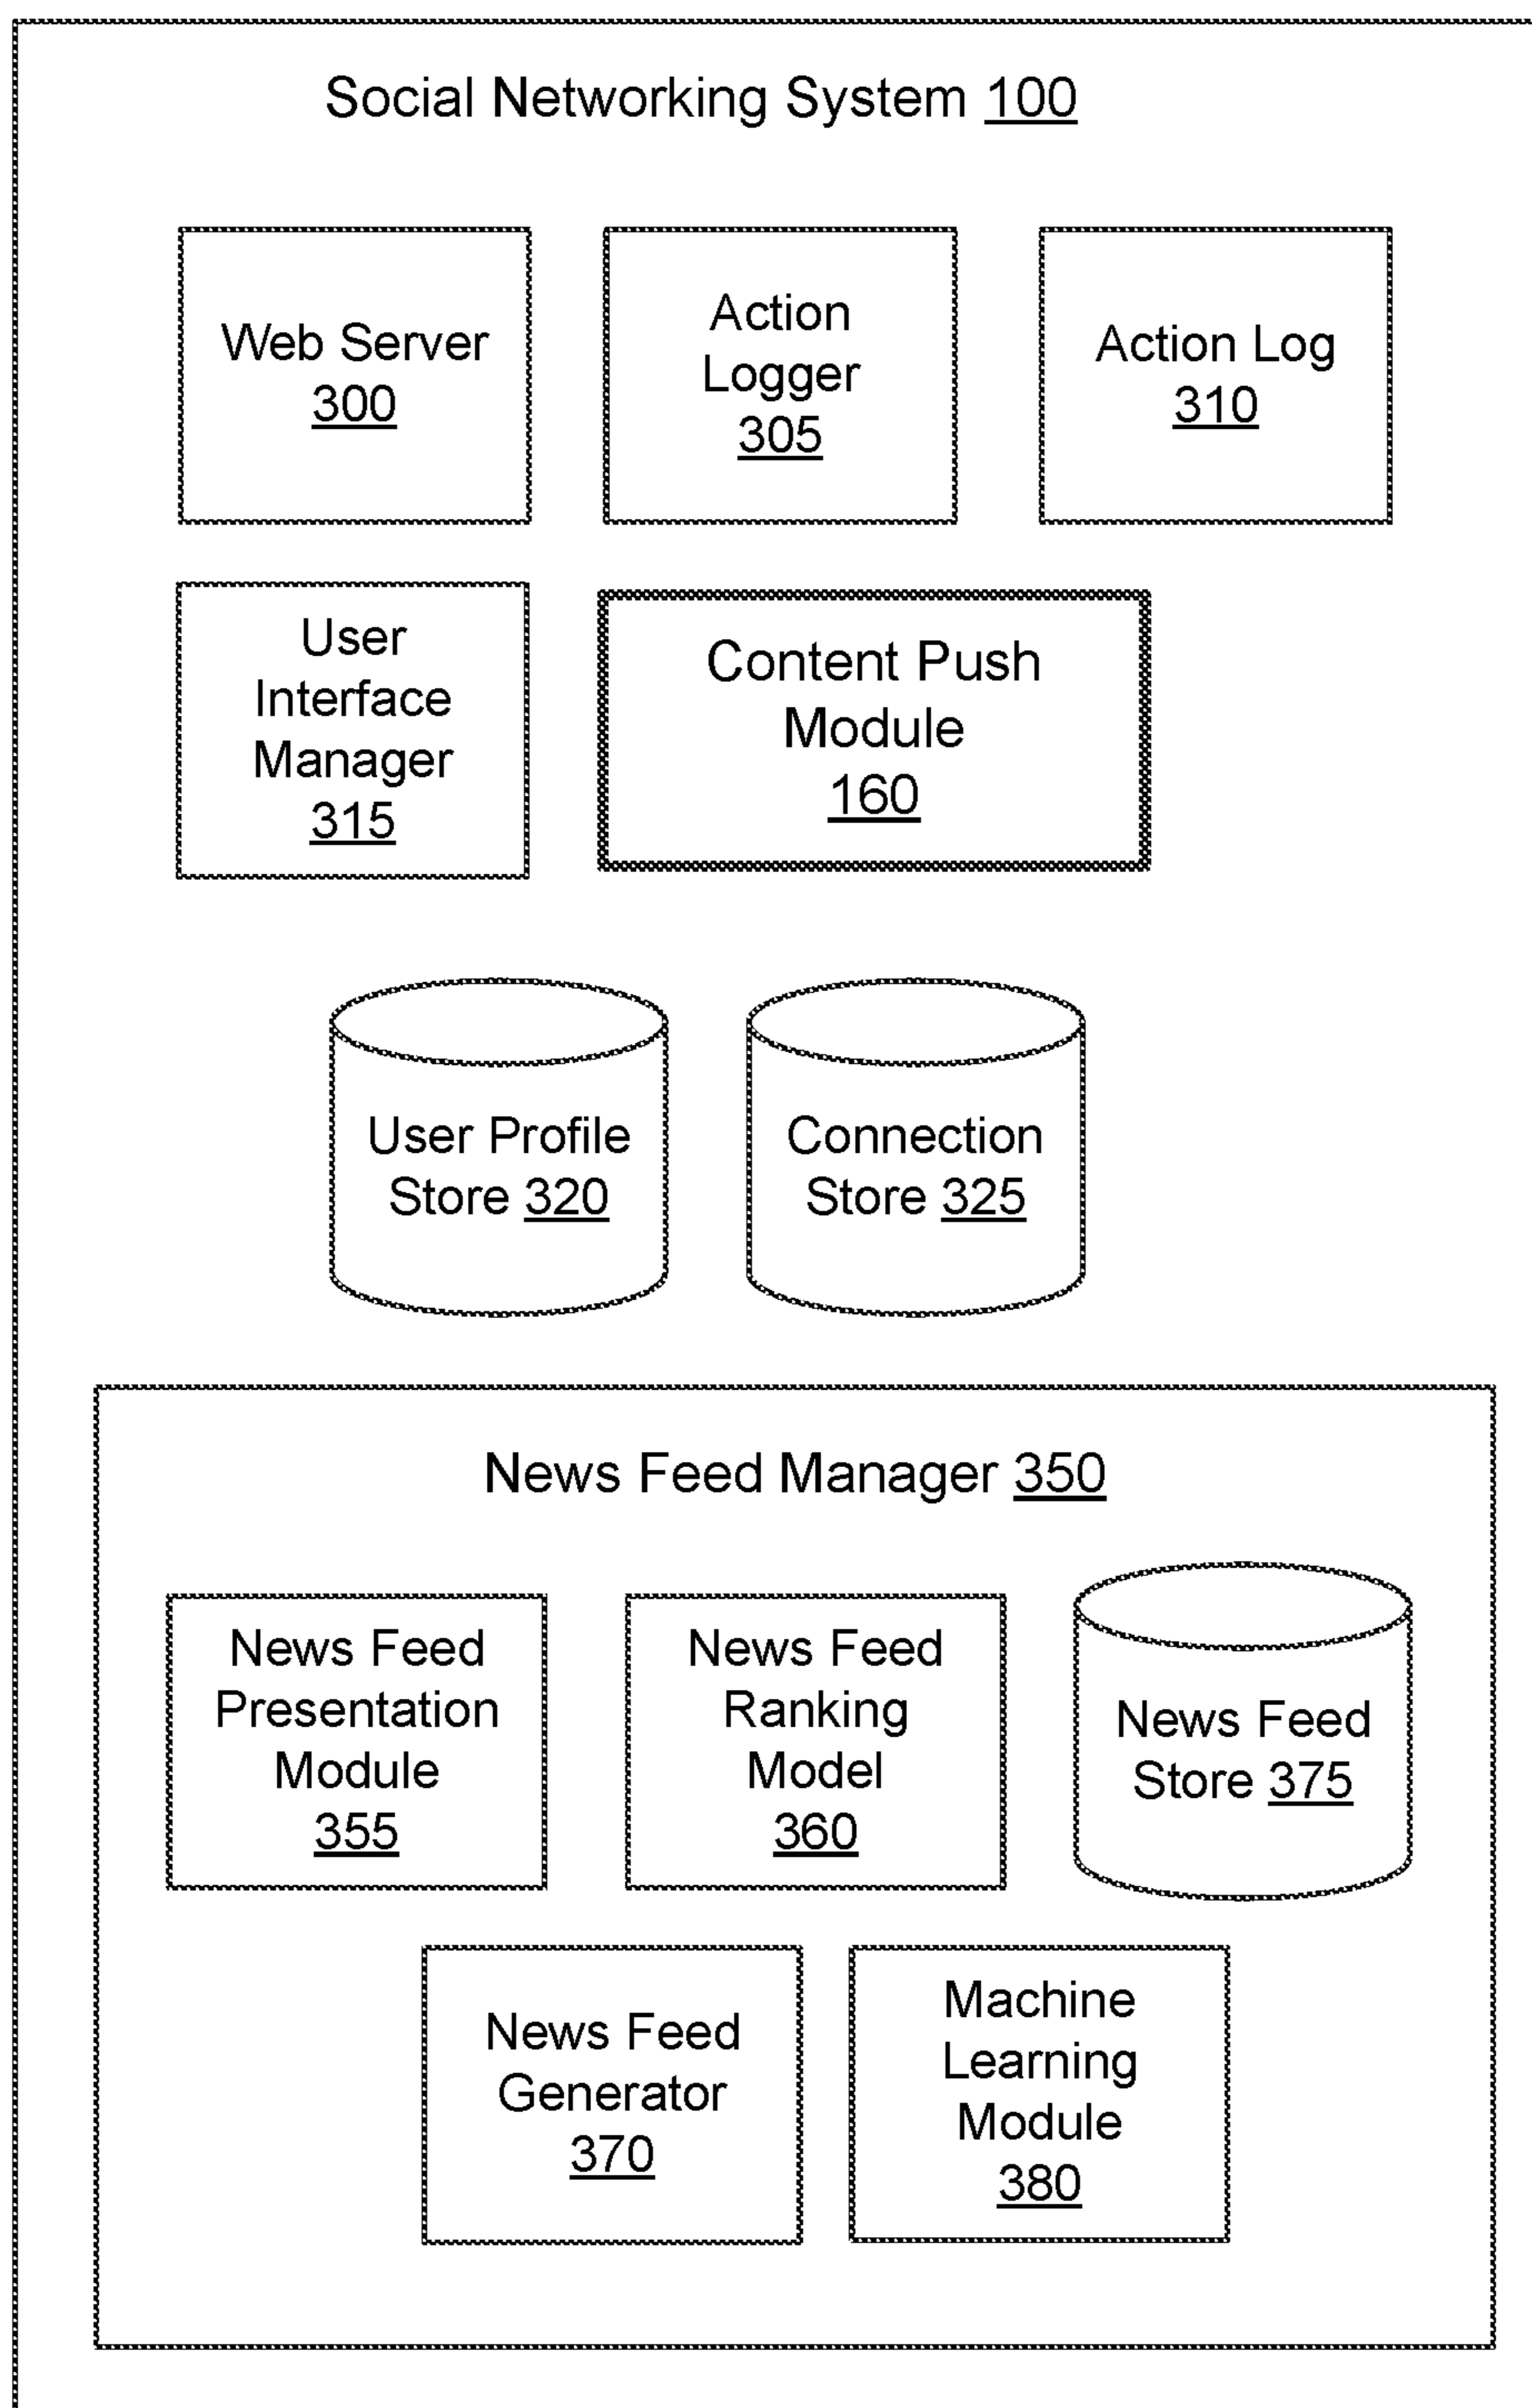 Social Networking System 100
Web Server
300
Action
Logger
305
Action Log
310
User
Interface
Manager
315
Content Push
Module
160
User Profile
Store 320
Connection
Store 325
News Feed Manager 350
News Feed
Presentation
Module
355
News Feed
Ranking
Model
360
News Feed
Store 375
News Feed
Generator
370
Machine
Learning
Module
380